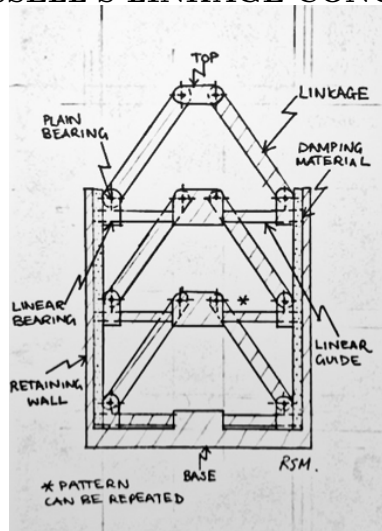 TOP
LINKAGE
PLAIN
BEARING
DAMPING
MATERIAL
*
LINEAR
BEARING
LINEAR
GUIDE
RETAINING
WALL
BASE
RSM.
* PATTERN
CAN BE REPEATED